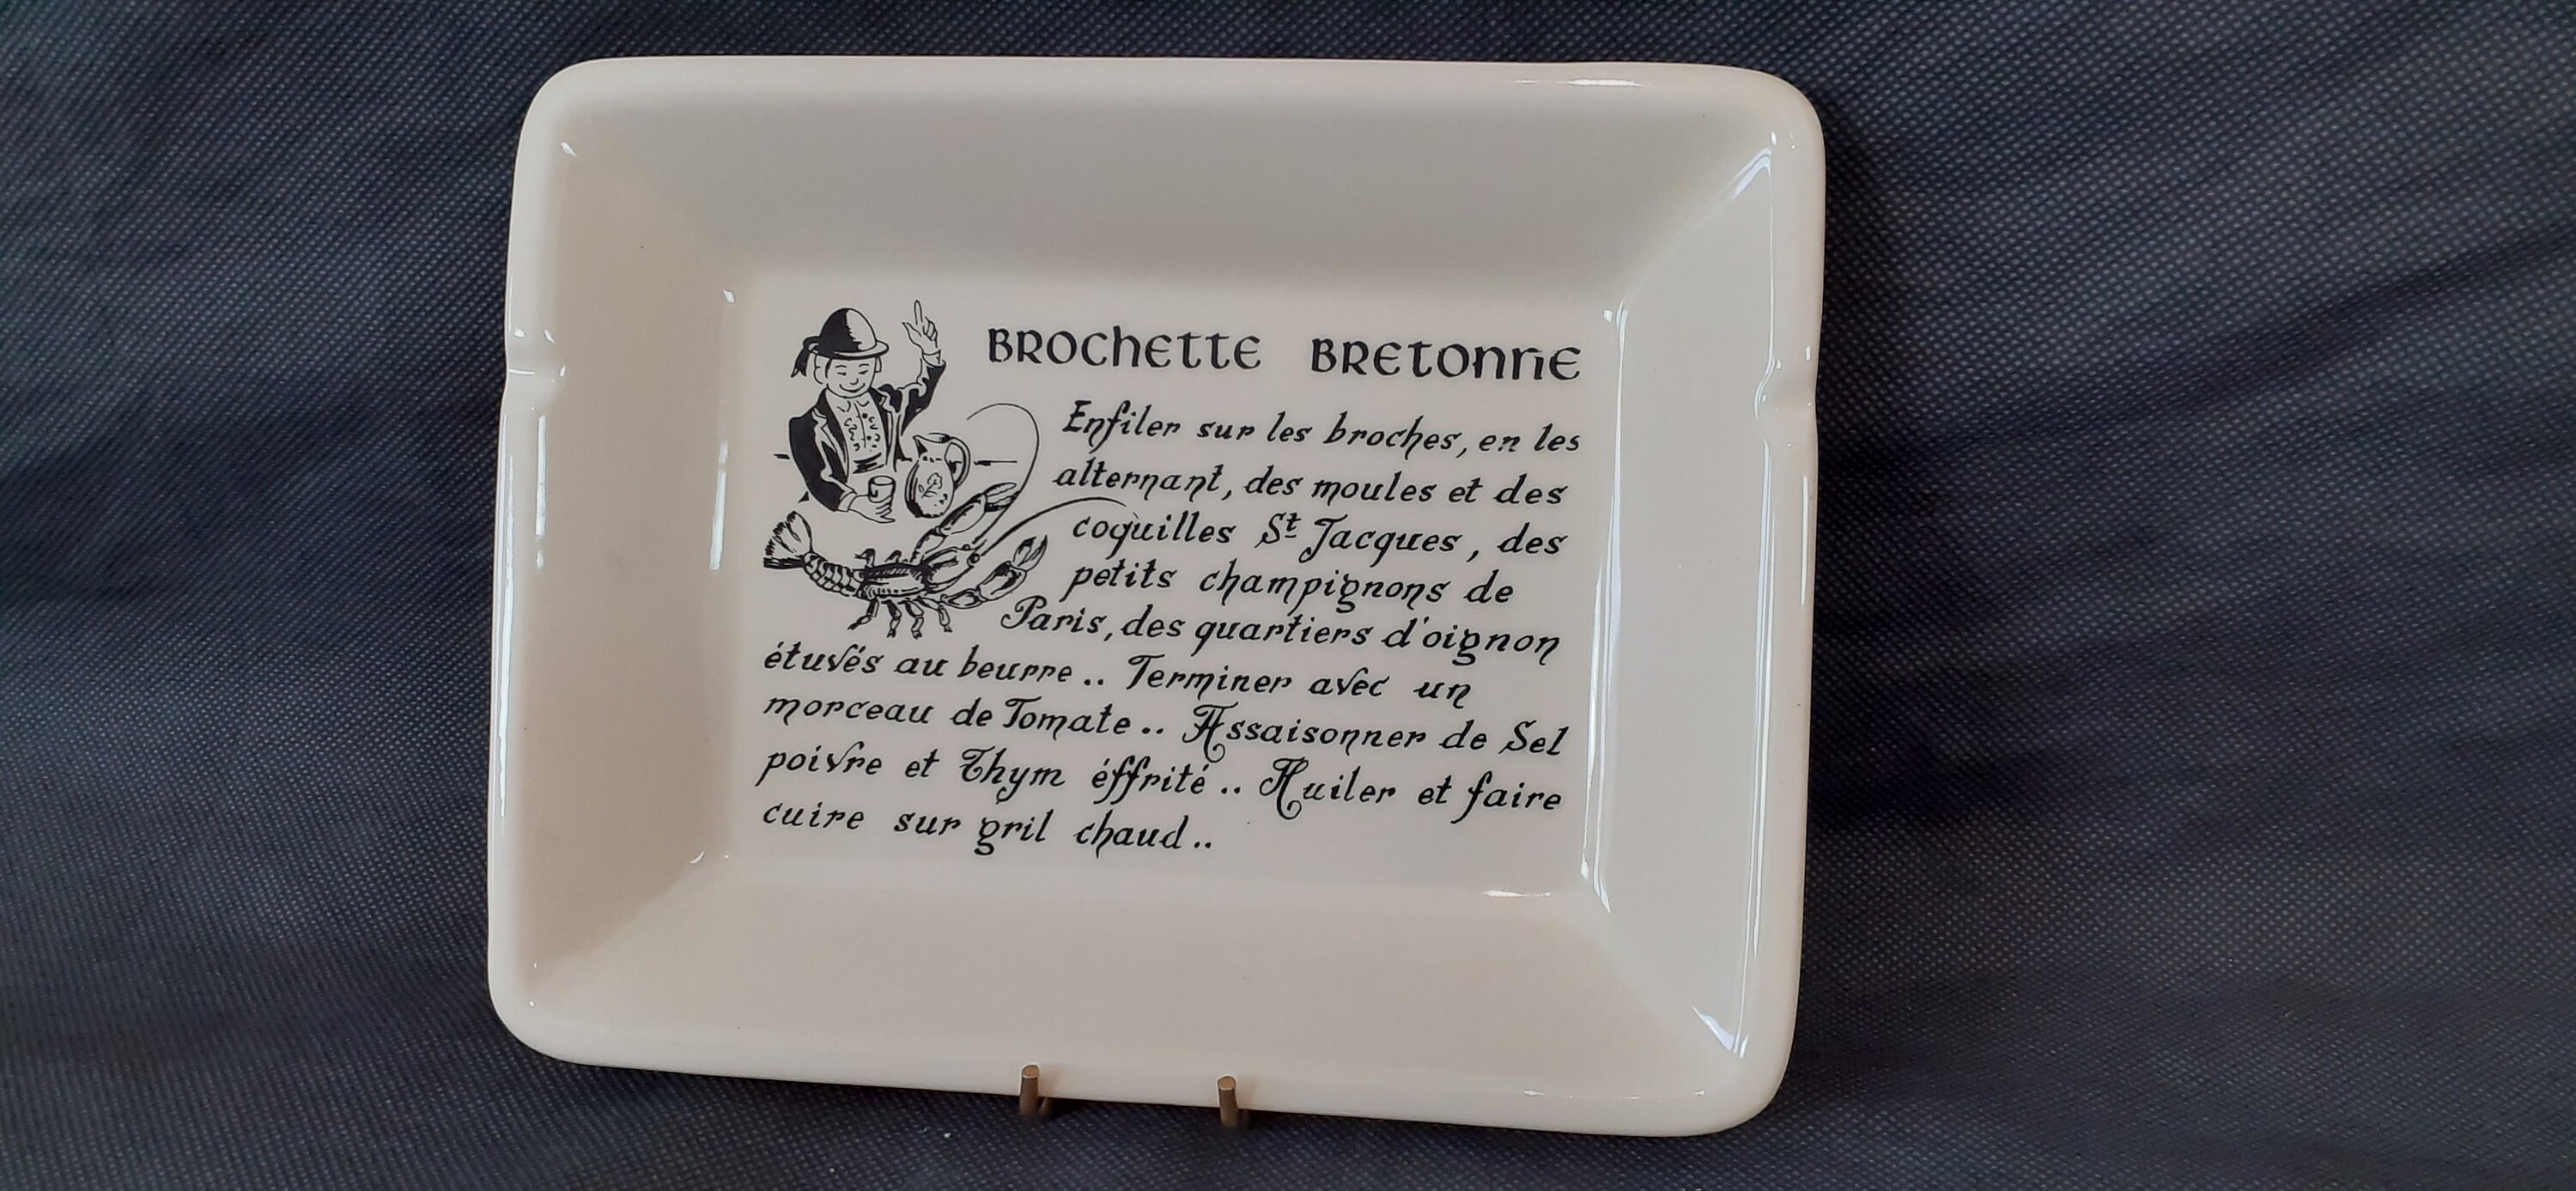 BROCHETTE BRETONNE
Enfiler sur les broches, en les
alternant, des moules et des
coquilles St Jacques, des
petits champignons de
Paris, des quartiers d'oignon
étuvés au beurre.. Terminer avec un
morceau de Tomate.. Assaisonner de Sel
poivre et Thym éffrité.. Huiler et faire
cuire sur gril chaud..